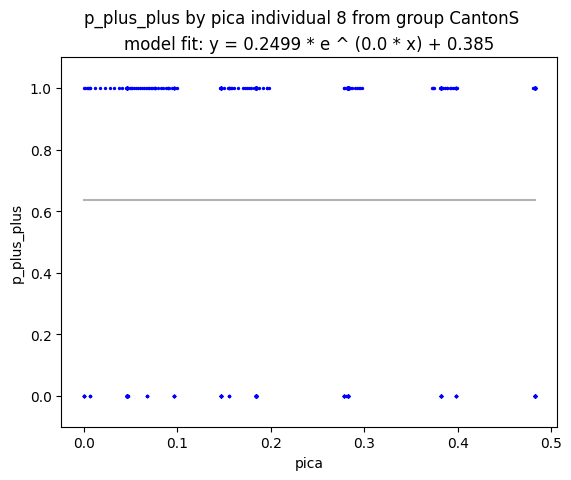 p_plus_plus by pica individual 8 from group CantonS
model fit: y = 0.2499 * e ^ (0.0 * x) + 0.385
1.0
0.8
0.6
0.4
0.2
0.0
p_plus_plus
0.0 0.1 0.2 0.3 0.4 0.5
pica